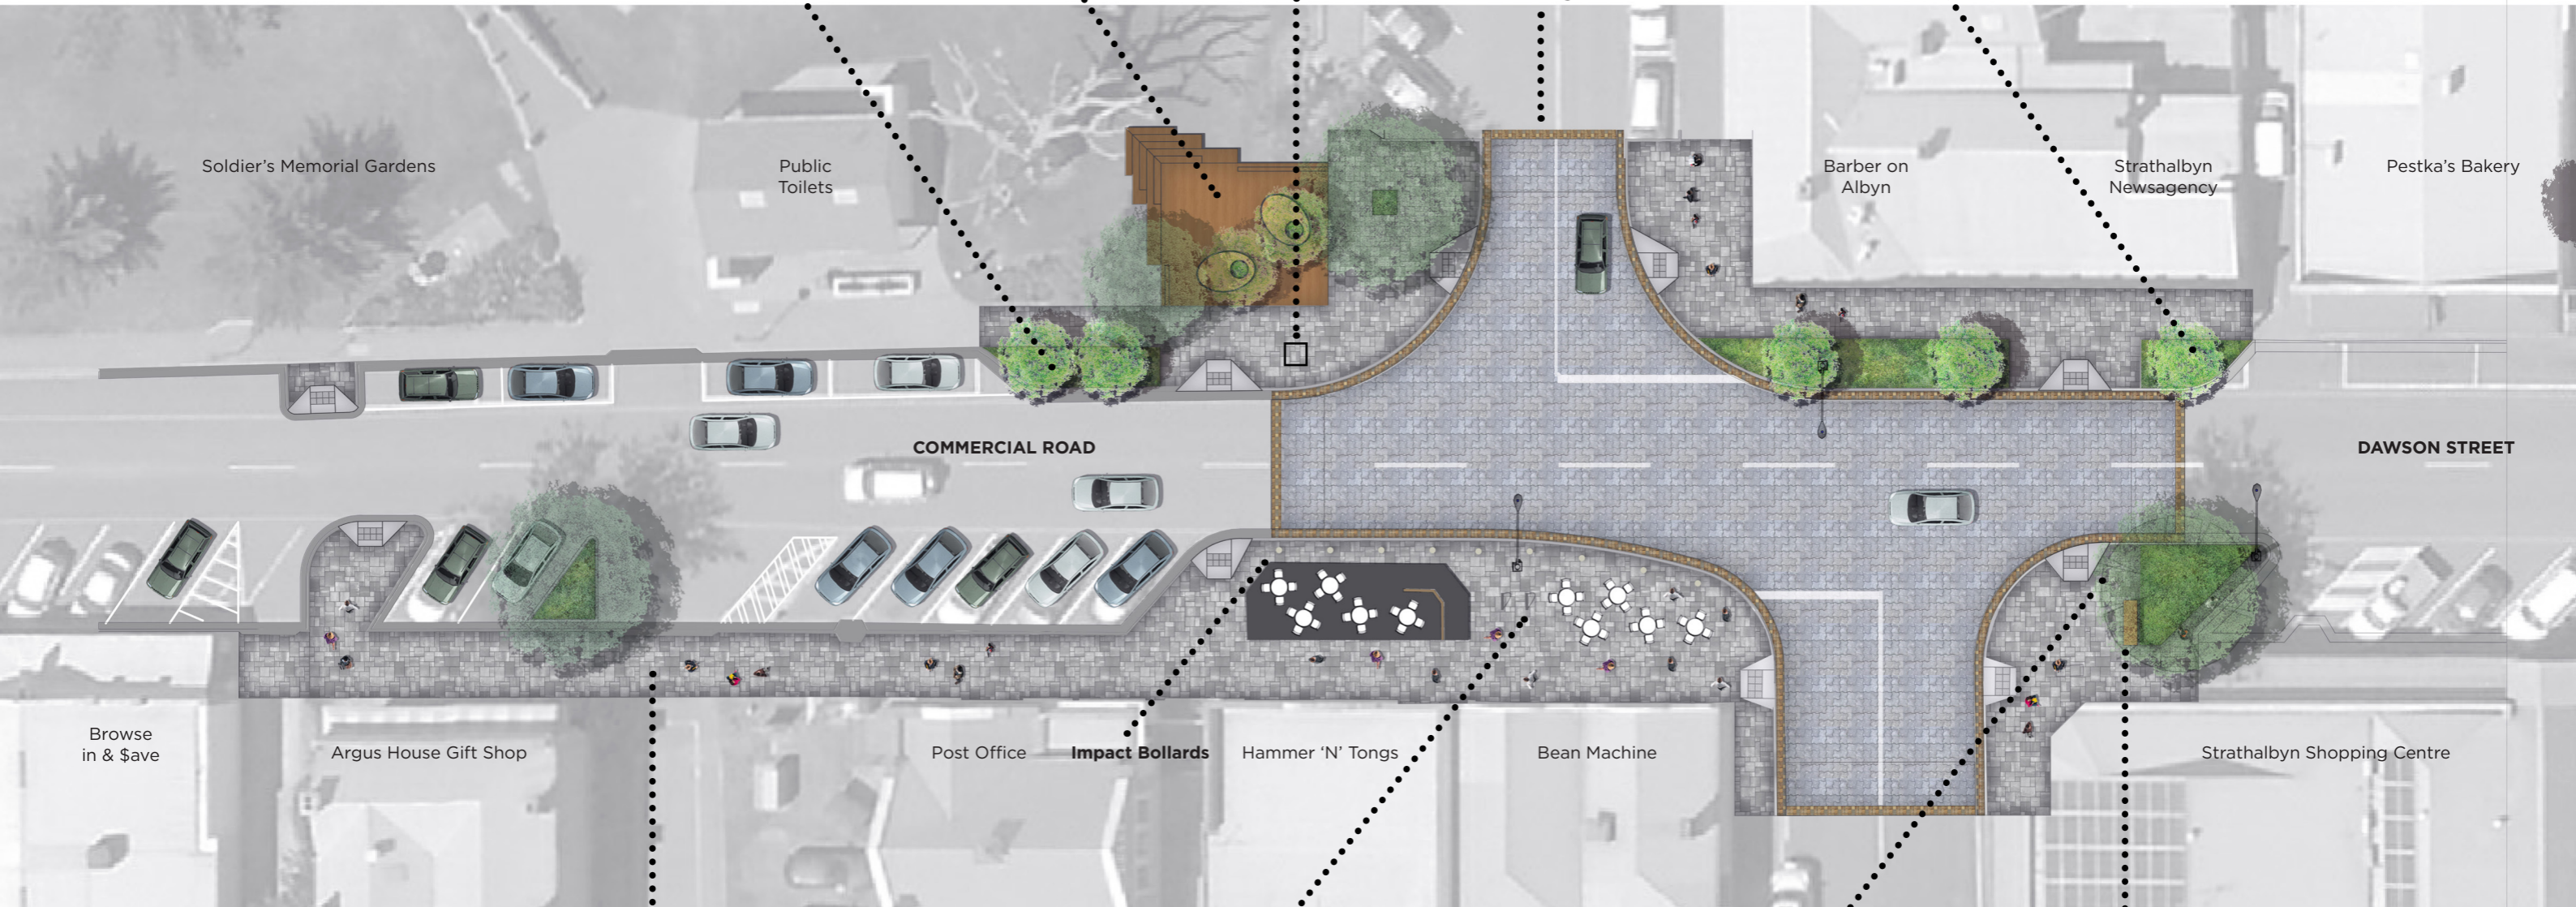 Soldier's Memorial Gardens
Public
Toilets
Barber on
Albyn
Strathalbyn
Newsagency
Pestka's Bakery
COMMERCIAL ROAD
DAWSON STREET
Browse
in & $ave
Argus House Gift Shop
Post Office
Impact Bollards
Hammer ‘N’ Tongs
Bean Machine
Strathalbyn Shopping Centre